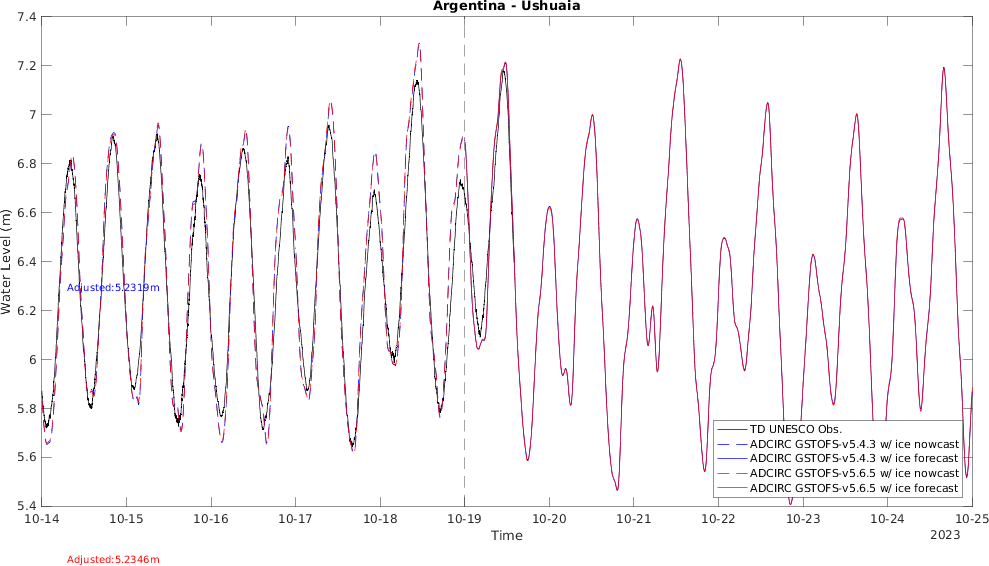 Argentina - Ushuaia
7.4
7.2
7
6.8
6.6
6.4
6.2
6
5.8
5.6
5.4
Water Level (m)
Adjusted:5.2319m
TD UNESCO Obs.
ADCIRC GSTOFS-v5.4.3 w/ ice nowcast
ADCIRC GSTOFS-v5.4.3 w/ ice forecast
ADCIRC GSTOFS-v5.6.5 w/ ice nowcast
ADCIRC GSTOFS-v5.6.5 w/ ice forecast
10-14 10-15 10-16 10-17 10-18 10-19 10-20 10-21 10-22 10-23 10-24 10-25
Time
2023
Adjusted:5.2346m